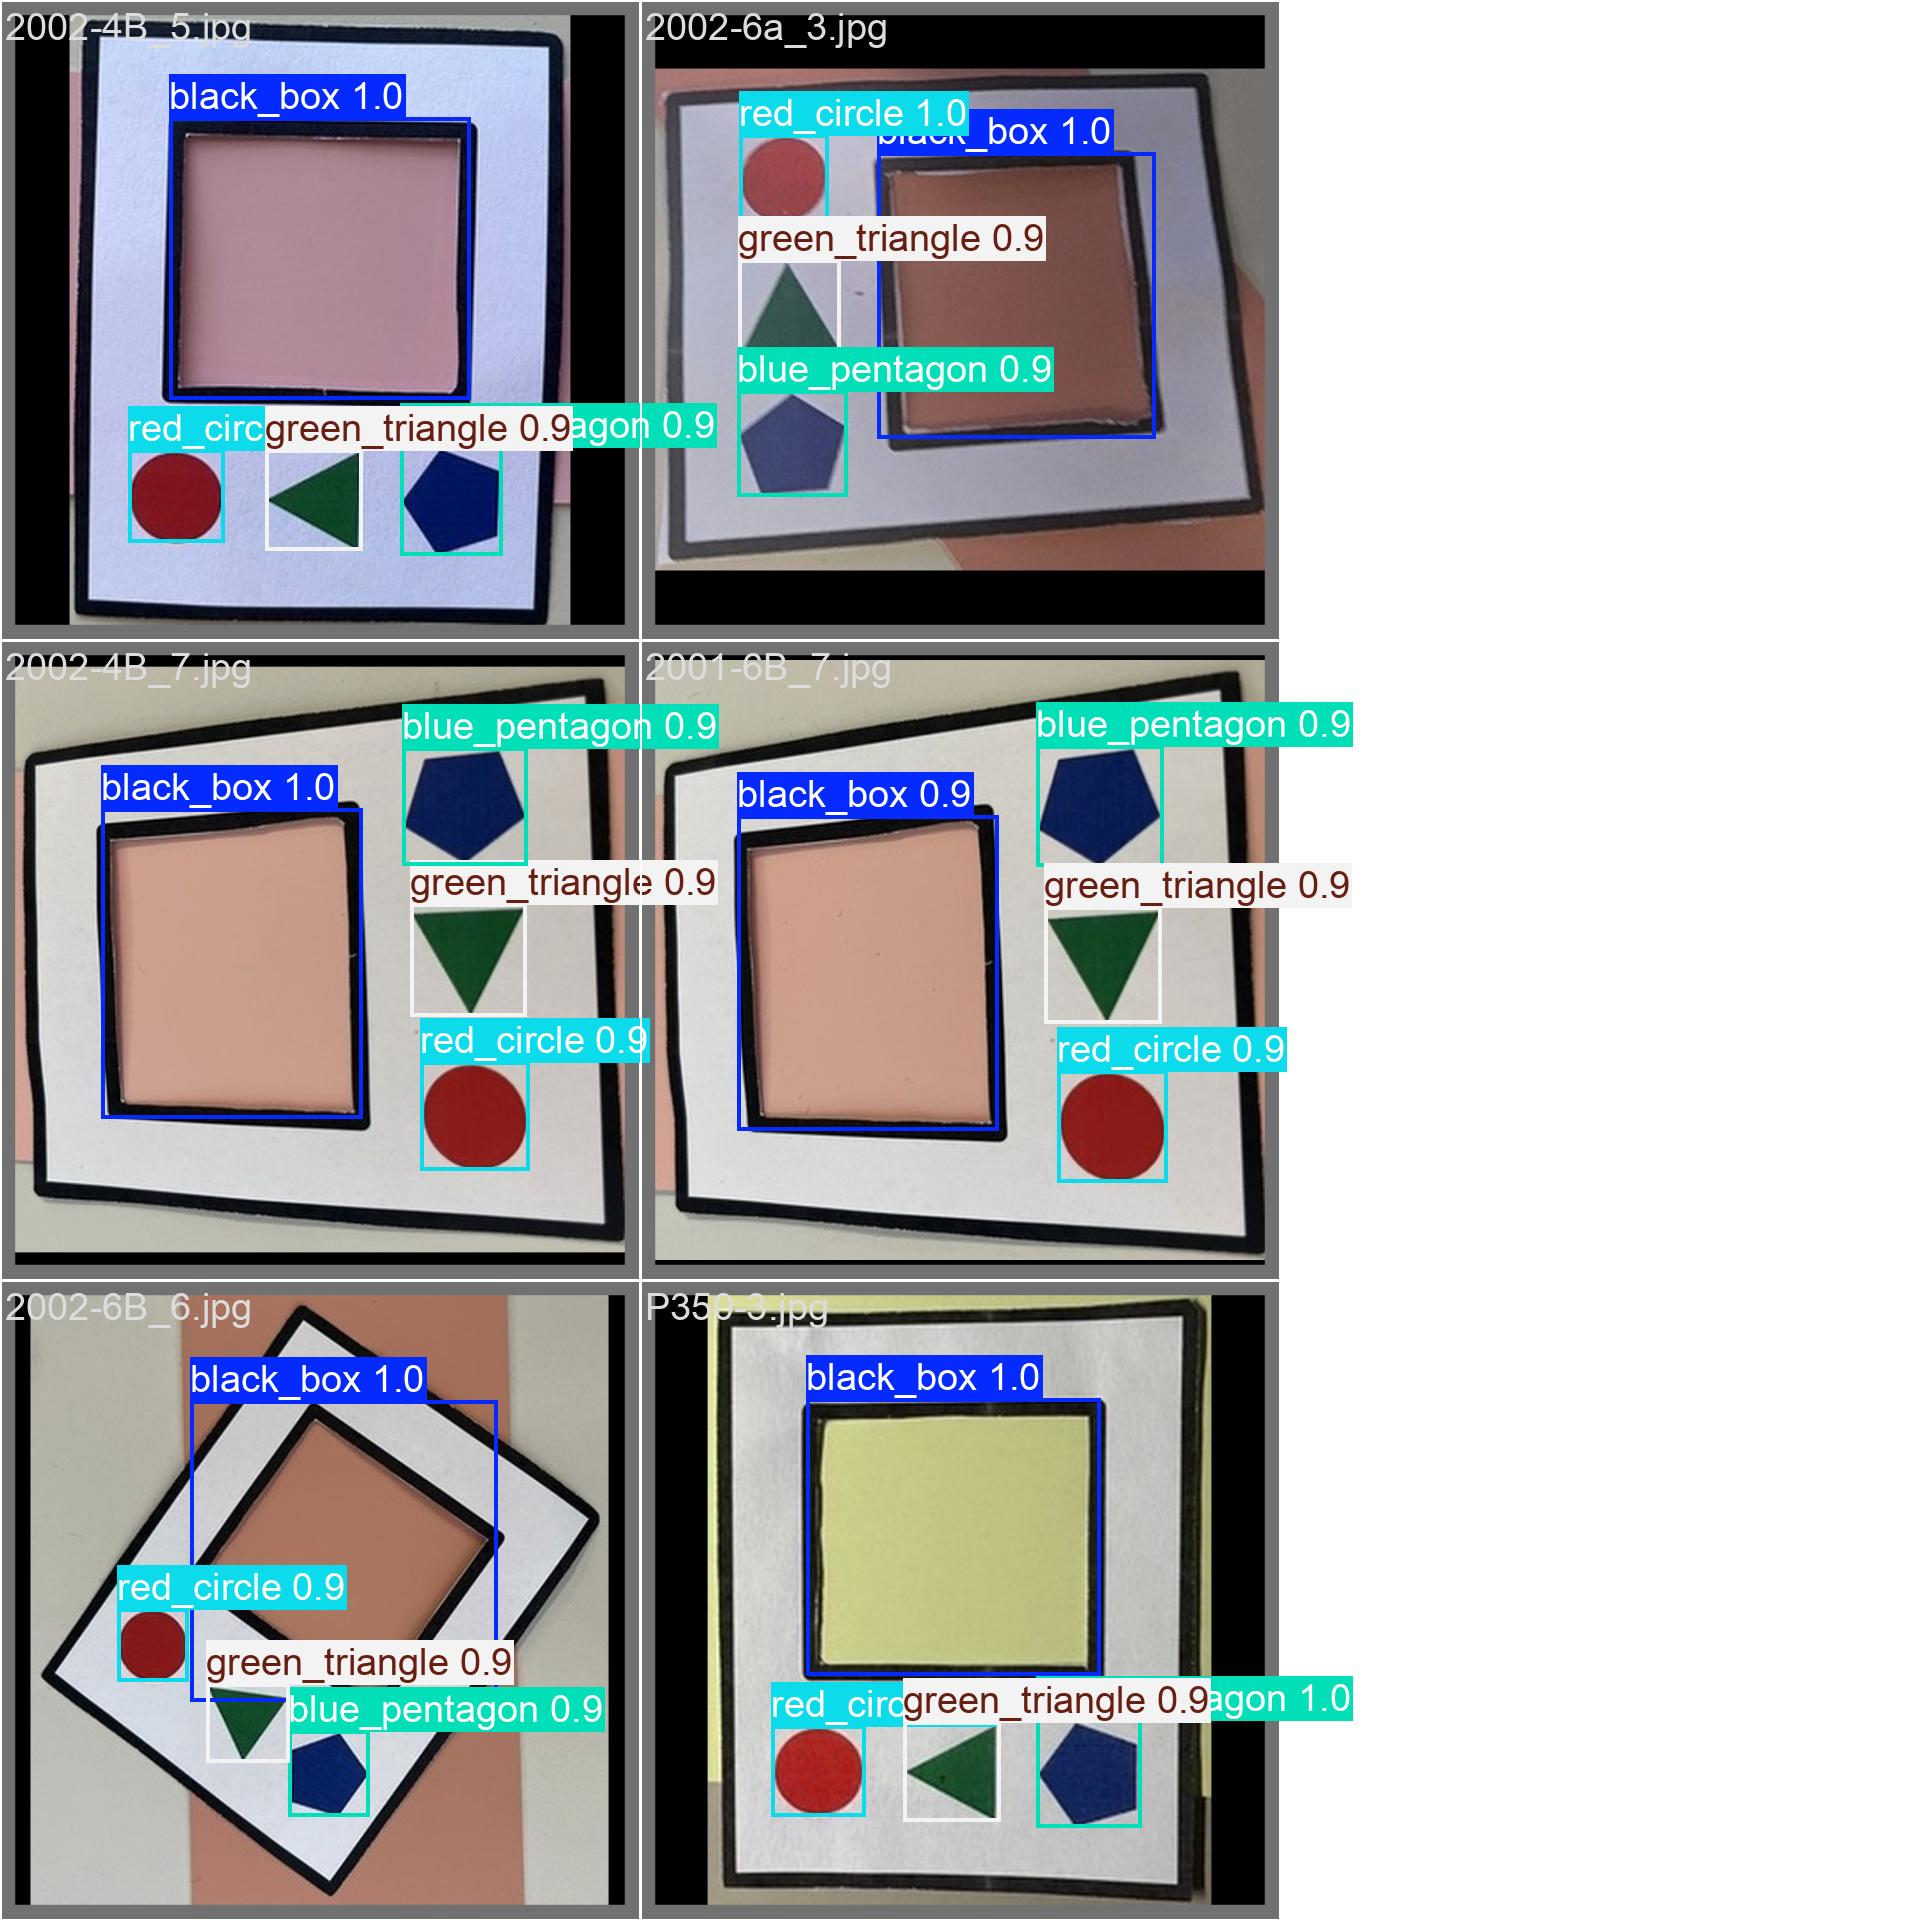 2002-4B_5.jpg
black_box 1.0
red_circ
green_triangle 0.9
agon 0.9
2002-6a_3.jpg
red_circle 1.0
black_box 1.0
green_triangle 0.9
blue_pentagon 0.9
2002-4B_7.jpg
blue_pentagon 0.9
black_box 1.0
green_triangle 0.9
red_circle 0.9
2001-6B_7.jpg
blue_pentagon 0.9
black_box 0.9
green_triangle 0.9
red_circle 0.9
2002-6B_6.jpg
black_box 1.0
red_circle 0.9
green_triangle 0.9
blue_pentagon 0.9
P359-3.jpg
black_box 1.0
red_circ
green_triangle 0.9
agon 1.0